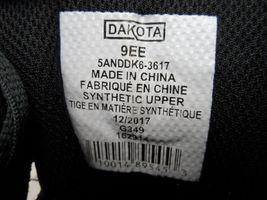 DAKOTA
9EE
5ANDDK6-3617
MADE IN CHINA
FABRIQUÉ EN CHINE
SYNTHETIC UPPER
TIGE EN MATIÈRE SYNTHÉTIQUE
12/2017
G349